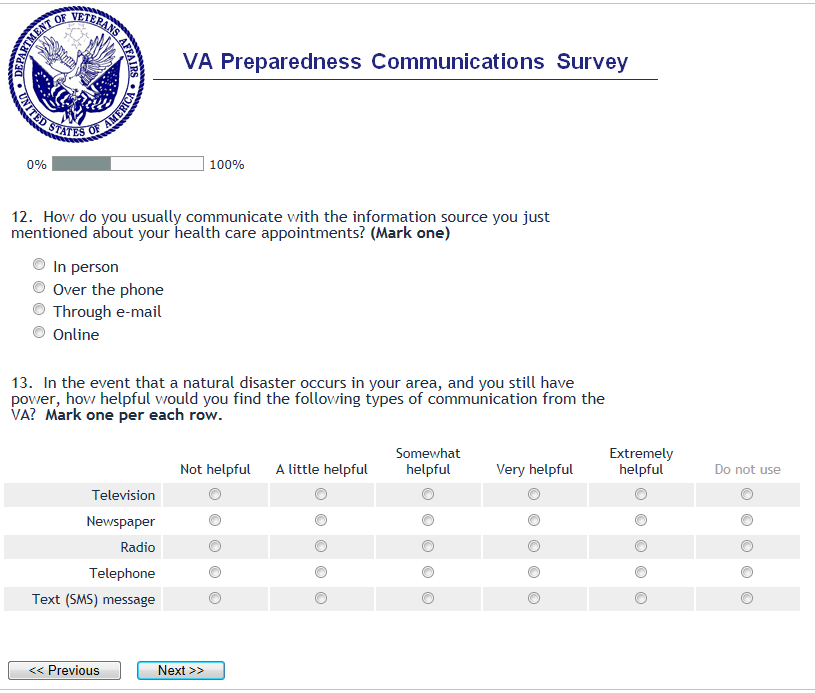 DEPARTMENT OF VETERANS AFFAIRS
UNITED STATES OF AMERICA
VA Preparedness Communications Survey
0% 100%
12. How do you usually communicate with the information source you just
mentioned about your health care appointments? (Mark one)
In person
Over the phone
Through e-mail
Online
13. In the event that a natural disaster occurs in your area, and you still have
power, how helpful would you find the following types of communication from the
VA? Mark one per each row.
Somewhat Extremely
Not helpful A little helpful helpful Very helpful helpful Do not use
Television
Newspaper
Radio
Telephone
Text (SMS) message
<< Previous Next >>